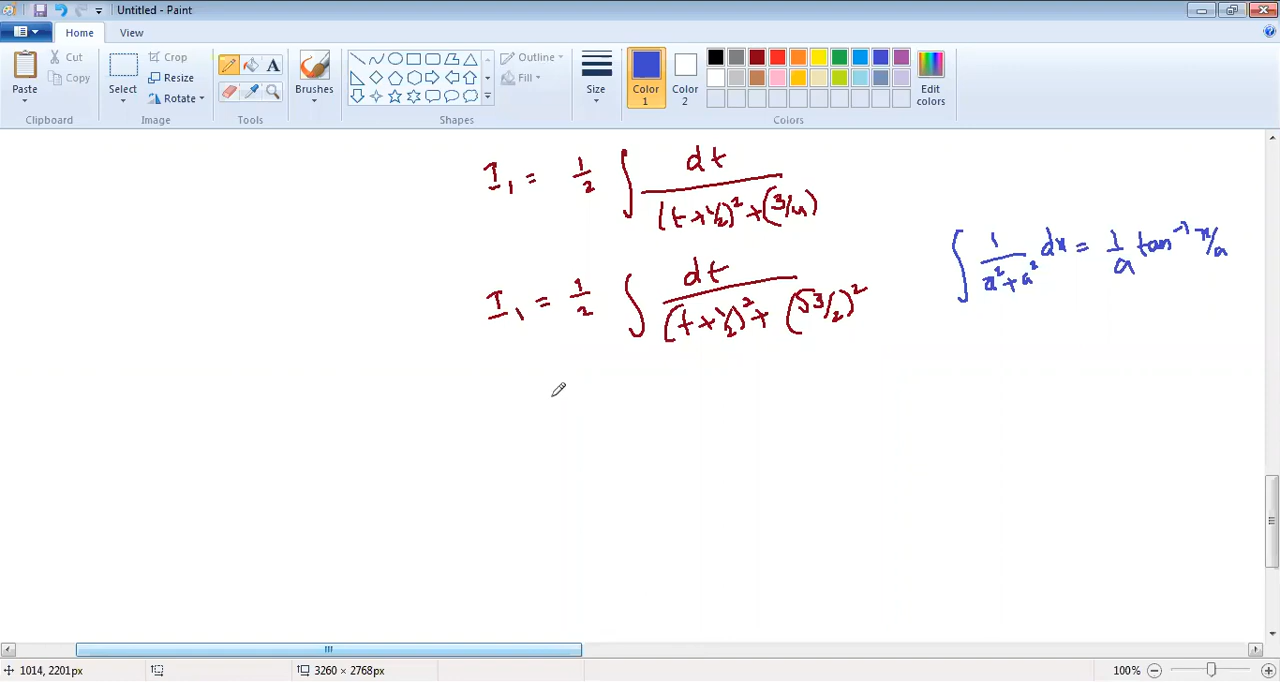 Untitled - Paint
Home View
Paste
Cut
Copy
Clipboard
Select
Crop
Resize
Rotate
Image
A
Tools
Brushes
Outline
Fill
Shapes
Size
Color 1
Color 2
Edit colors
Colors
I₁ = 1/2 ∫ dt / (t + 1/2)² + (3/4)
∫ 1/(x² + a²) dx = 1/a tan⁻¹ x/a
I₁ = 1/2 ∫ dt / (t + 1/2)² + (√3/2)²
1014, 2201px
3260 × 2768px
100%